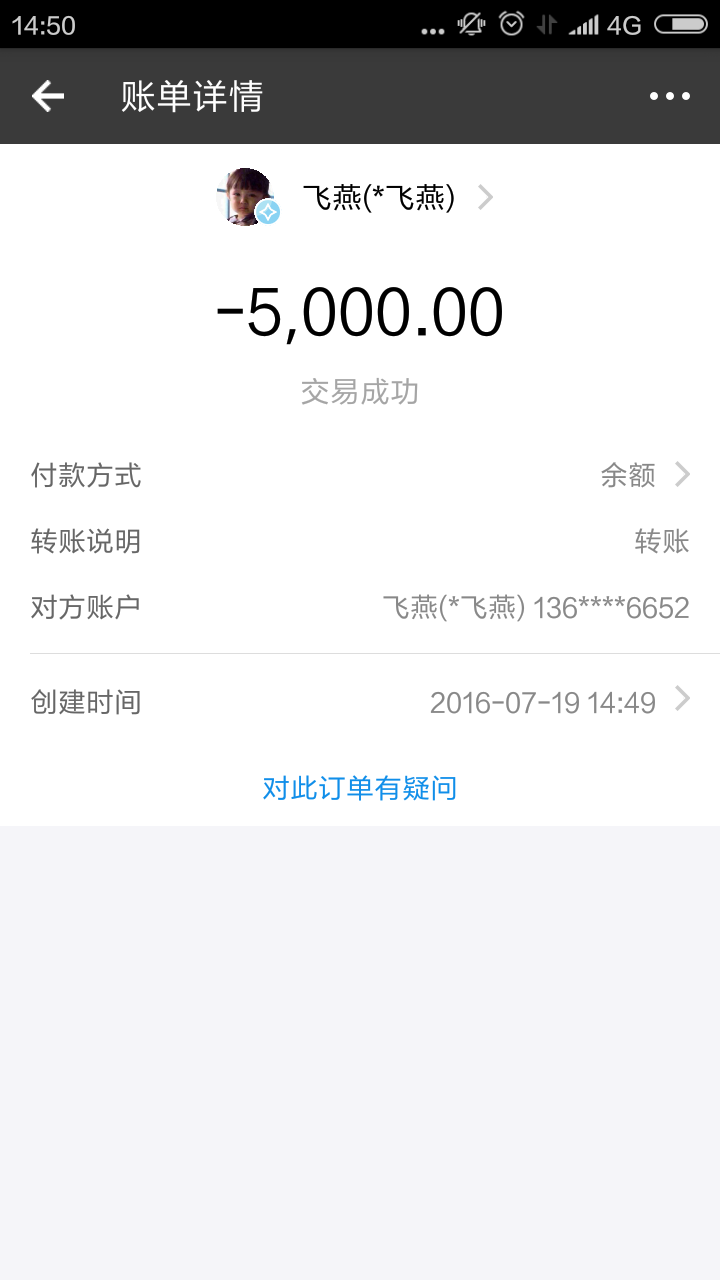 14:50 4G
账单详情
飞燕(*飞燕)
-5,000.00
交易成功
付款方式 余额
转账说明 转账
对方账户 飞燕(*飞燕) 136****6652
创建时间 2016-07-19 14:49
对此订单有疑问